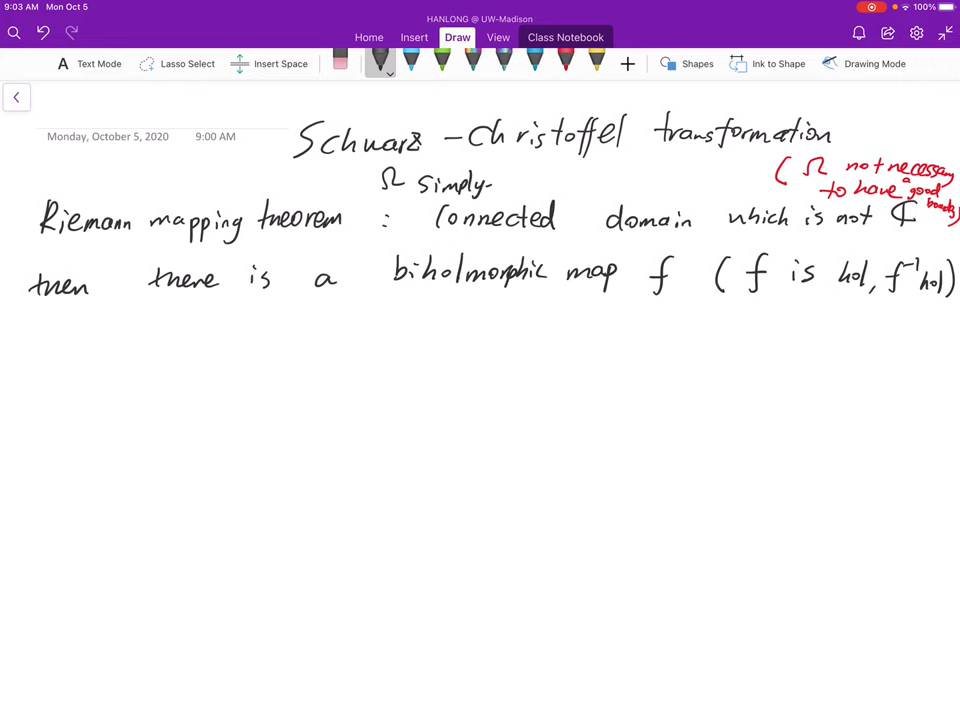 9:03 AM Mon Oct 5
100%
HANLONG @ UW-Madison
Home Insert Draw View Class Notebook
Text Mode Lasso Select Insert Space Shapes Ink to Shape Drawing Mode
Monday, October 5, 2020 9:00 AM
Schwarz - Christoffel transformation
( Ω not necessary
to have a good
Ω simply-
Riemann mapping theorem : connected domain which is not ℂ
then there is a biholmorphic map f ( f is hol, f⁻¹ hol)